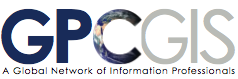 GPCGIS
A Global Network of Information Professionals